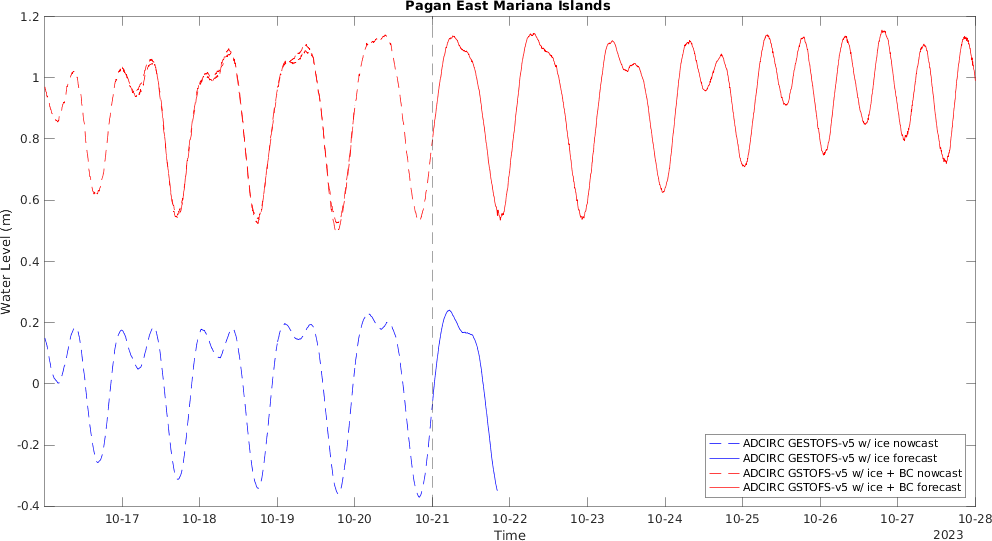 Pagan East Mariana Islands
Water Level (m)
1.2
1
0.8
0.6
0.4
0.2
0
-0.2
-0.4
ADCIRC GESTOFS-v5 w/ ice nowcast
ADCIRC GESTOFS-v5 w/ ice forecast
ADCIRC GSTOFS-v5 w/ ice + BC nowcast
ADCIRC GSTOFS-v5 w/ ice + BC forecast
10-17 10-18 10-19 10-20 10-21 10-22 10-23 10-24 10-25 10-26 10-27 10-28
Time
2023